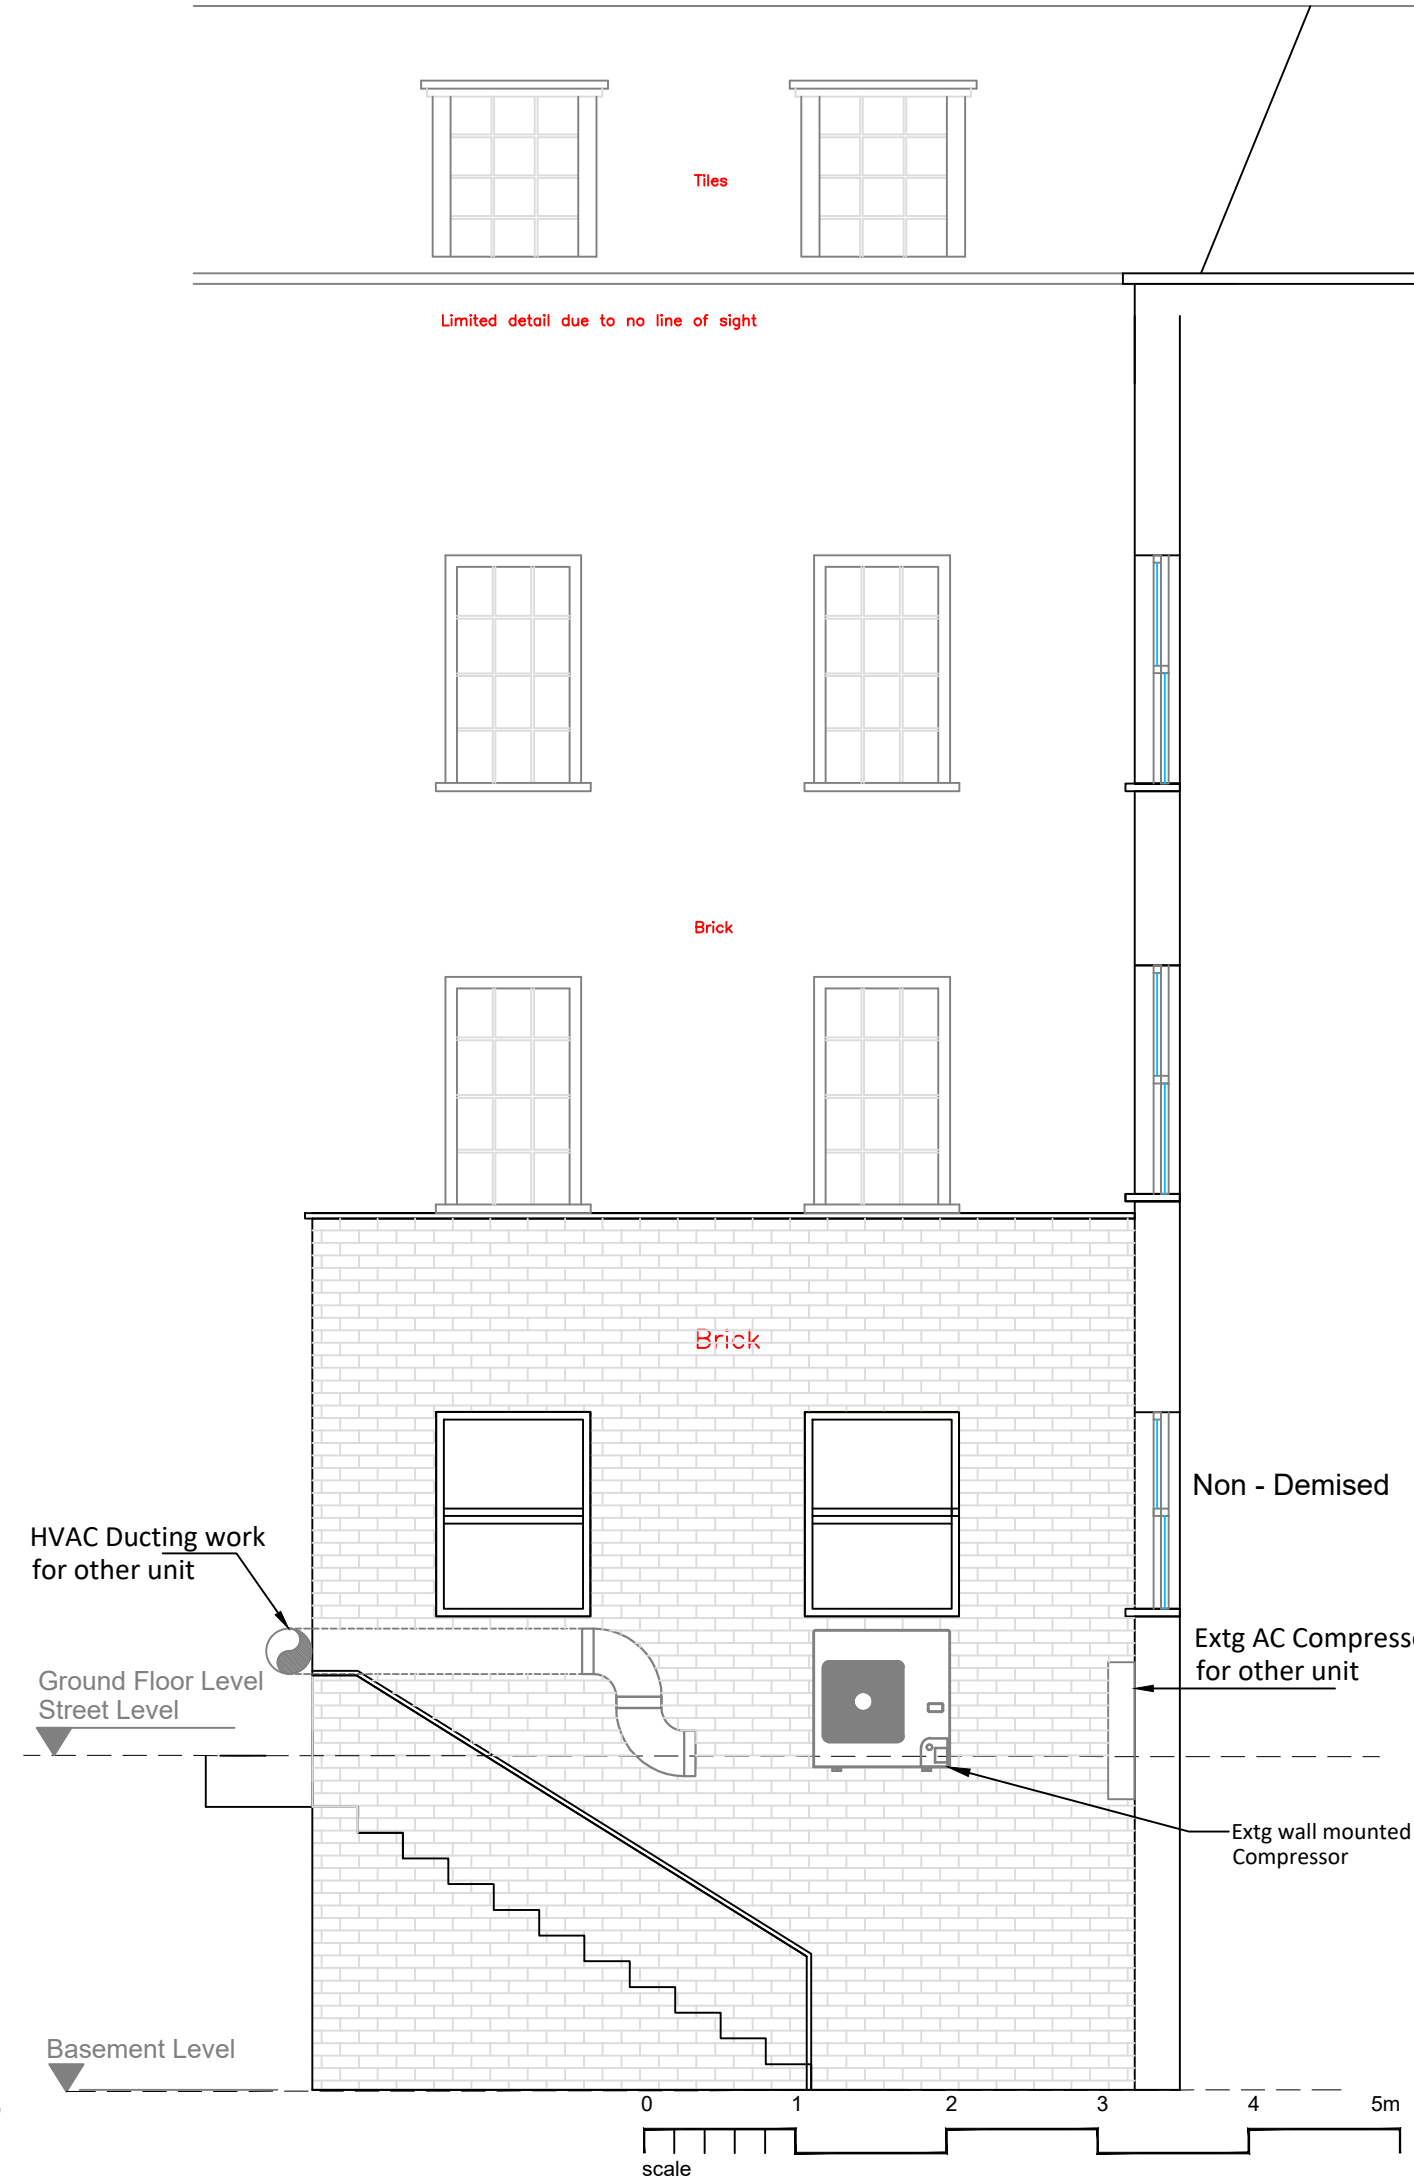 Tiles
Limited detail due to no line of sight
Brick
Brick
Non - Demised
HVAC Ducting work
for other unit
Extg AC Compress
for other unit
Ground Floor Level
Street Level
Extg wall mounted
Compressor
Basement Level
0 1 2 3 4 5m
scale